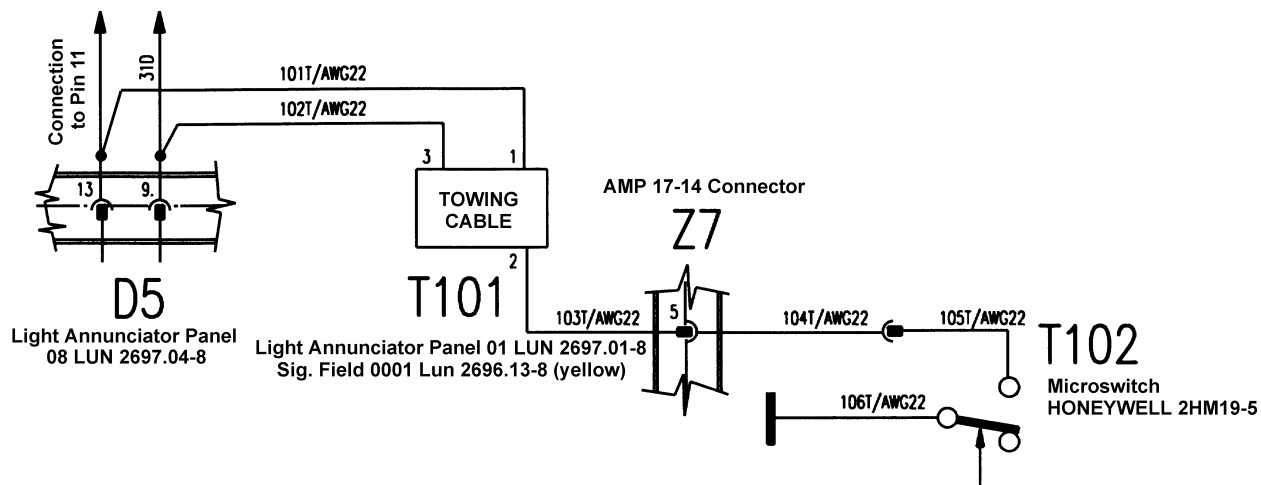 Connection
to Pin 11
31D
101T/AWG22
102T/AWG22
13
9.
3
1
TOWING
CABLE
2
D5
Light Annunciator Panel
08 LUN 2697.04-8
T101
Light Annunciator Panel 01 LUN 2697.01-8
Sig. Field 0001 Lun 2696.13-8 (yellow)
AMP 17-14 Connector
Z7
5
103T/AWG22
104T/AWG22
105T/AWG22
T102
Microswitch
HONEYWELL 2HM19-5
106T/AWG22